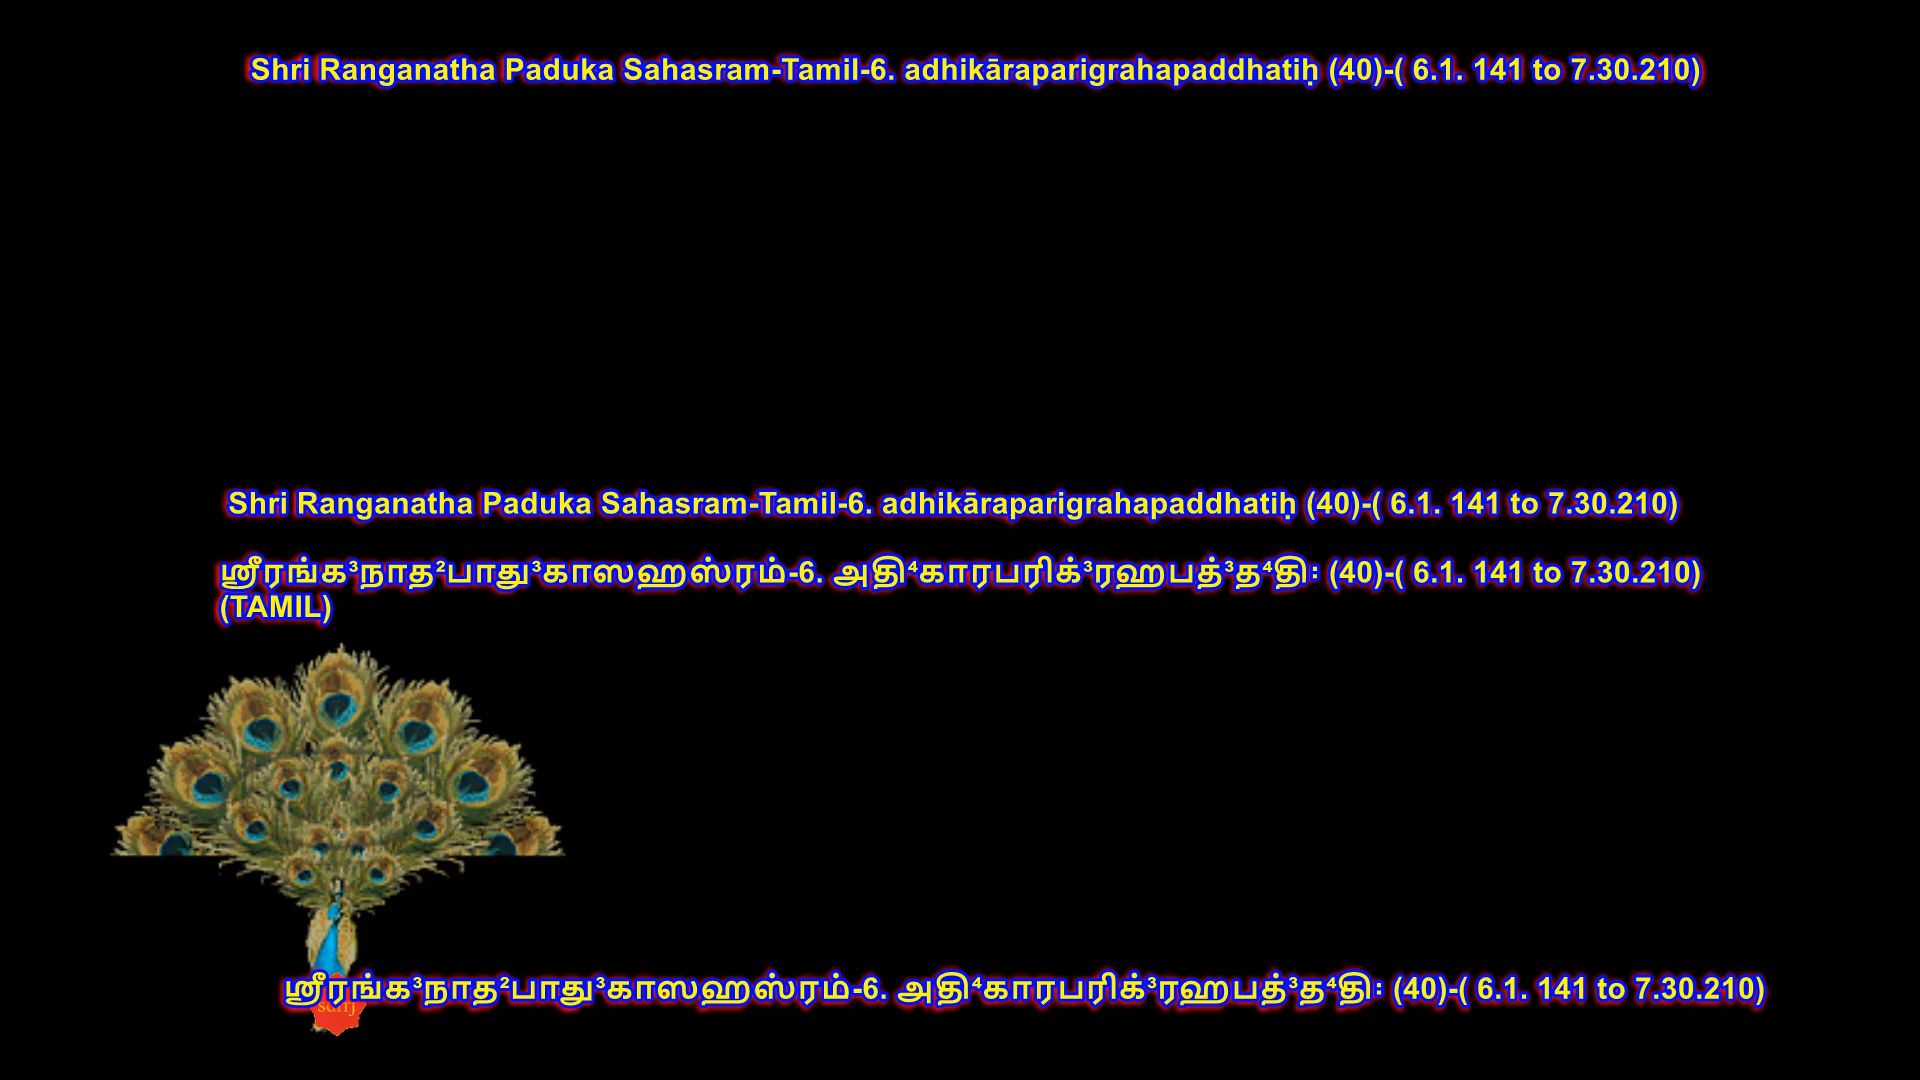 Shri Ranganatha Paduka Sahasram-Tamil-6. adhikāraparigrahapaddhatiḥ (40)-( 6.1. 141 to 7.30.210)
Shri Ranganatha Paduka Sahasram-Tamil-6. adhikāraparigrahapaddhatiḥ (40)-( 6.1. 141 to 7.30.210)
ஶ்ரீரங்க³நாத²பாது³காஸஹஸ்ரம்-6. அதி⁴காரபரிக்³ரஹபத்³த⁴தி꞉ (40)-( 6.1. 141 to 7.30.210)
(TAMIL)
ஶ்ரீரங்க³நாத²பாது³காஸஹஸ்ரம்-6. அதி⁴காரபரிக்³ரஹபத்³த⁴தி꞉ (40)-( 6.1. 141 to 7.30.210)